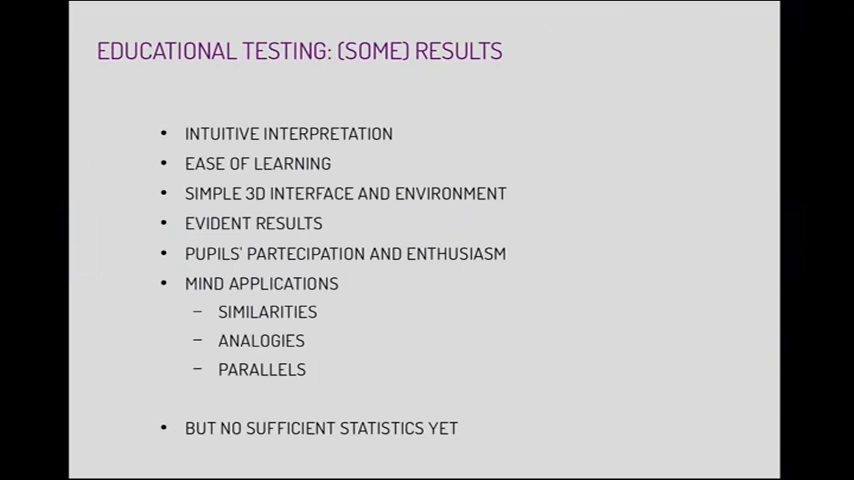 EDUCATIONAL TESTING: (SOME) RESULTS
• INTUITIVE INTERPRETATION
• EASE OF LEARNING
• SIMPLE 3D INTERFACE AND ENVIRONMENT
• EVIDENT RESULTS
• PUPILS' PARTECIPATION AND ENTHUSIASM
• MIND APPLICATIONS
– SIMILARITIES
– ANALOGIES
– PARALLELS
• BUT NO SUFFICIENT STATISTICS YET